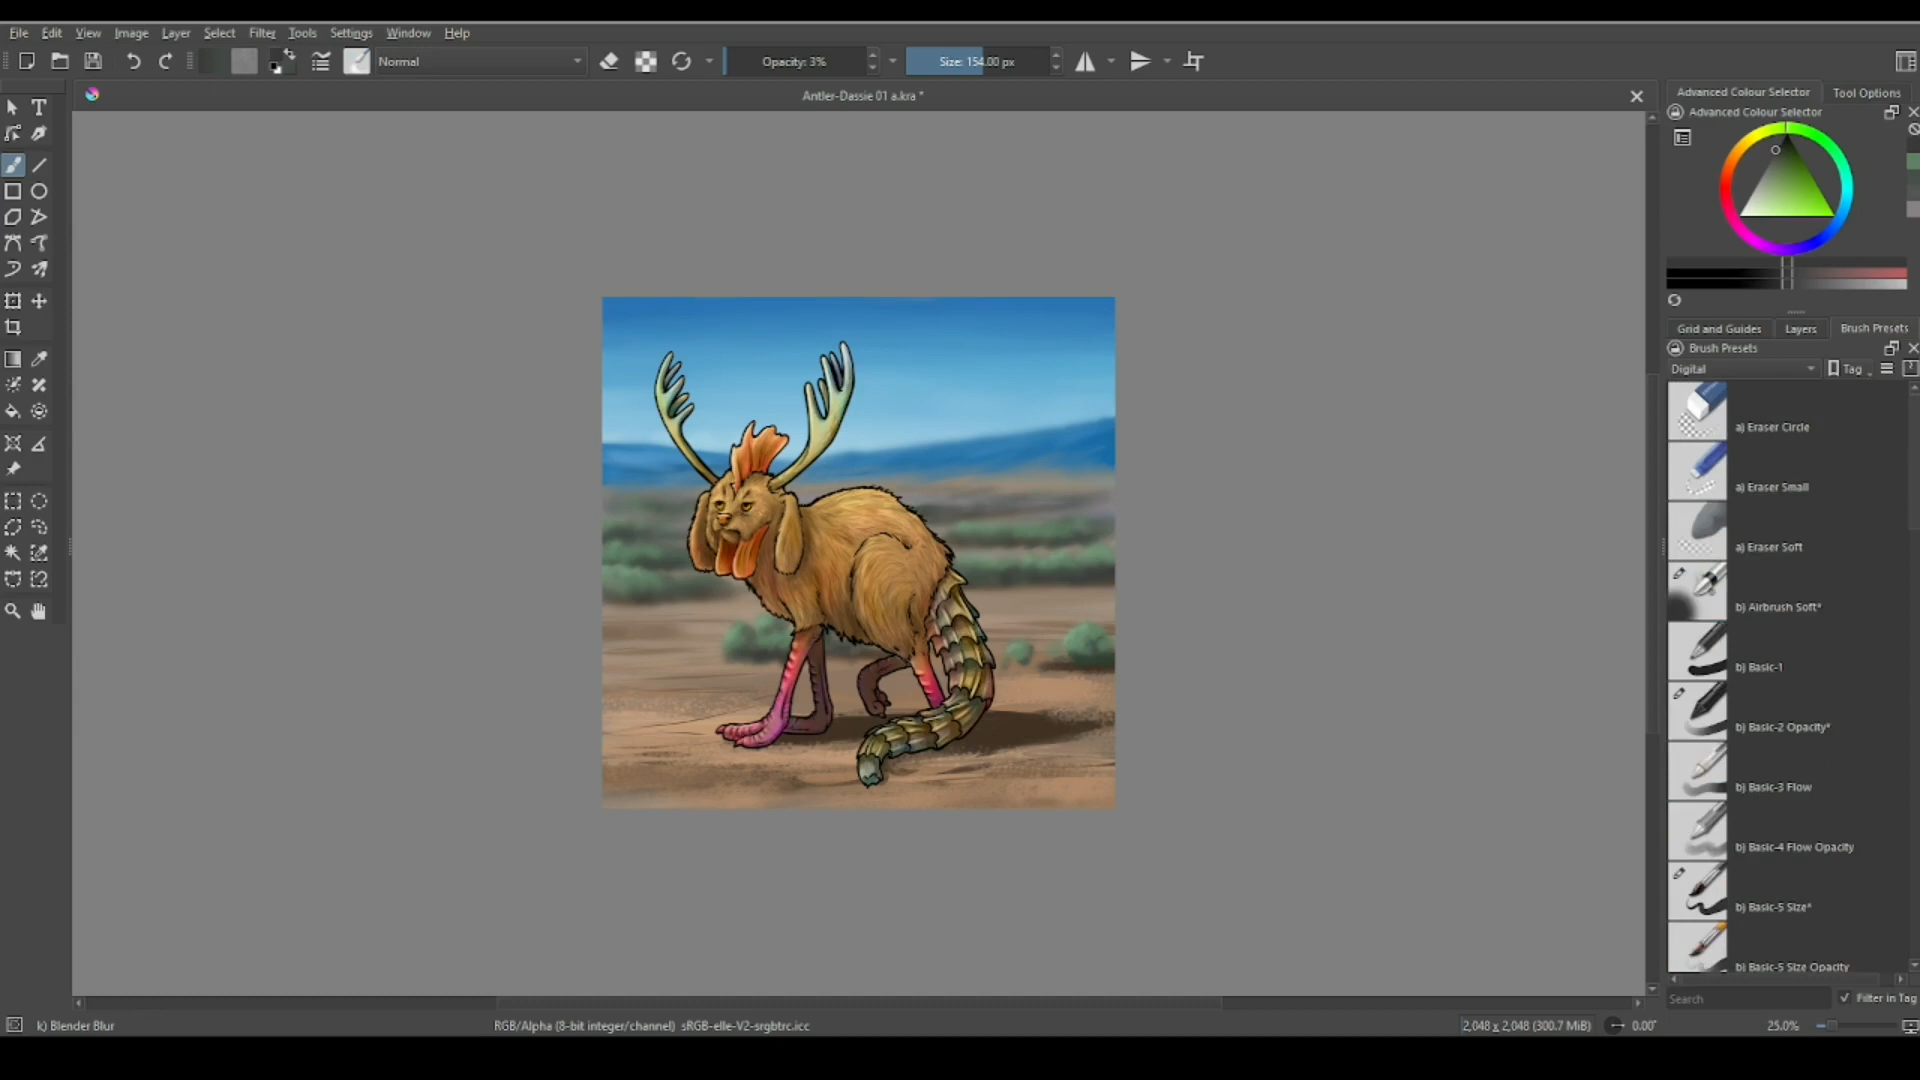 File Edit View Image Layer Select Filter Tools Settings Window Help
Normal Opacity: 3% Size: 154.00 px
Antler-Dassie 01 a.kra *
Advanced Colour Selector Tool Options
Advanced Colour Selector
Grid and Guides Layers Brush Presets
Brush Presets
Digital Tag
a) Eraser Circle
a) Eraser Small
a) Eraser Soft
b) Airbrush Soft*
b) Basic-1
b) Basic-2 Opacity*
b) Basic-3 Flow
b) Basic-4 Flow Opacity
b) Basic-5 Size*
b) Basic-5 Size Opacity
Search Filter in Tag
k) Blender Blur RGB/Alpha (8-bit integer/channel) sRGB-elle-V2-srgbtrc.icc 2,048 x 2,048 (300.7 MiB) 0.00° 25.0%